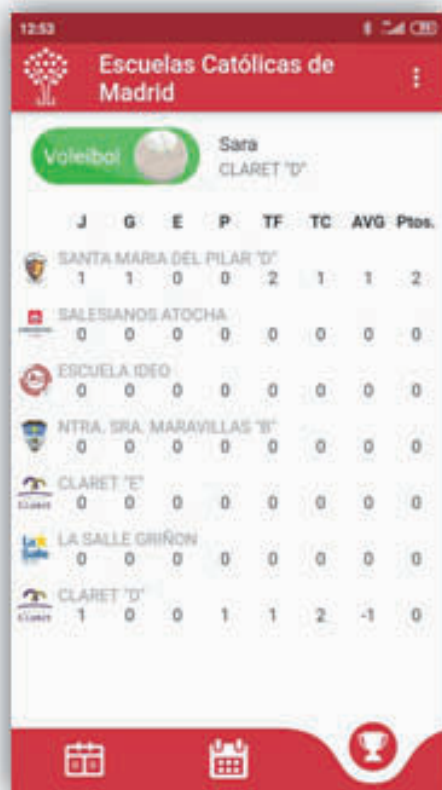 12:53
Escuelas Católicas de
Madrid
Voleibol
Sara
CLARET "D"
J G E P TF TC AVG Ptos.
SANTA MARIA DEL PILAR "D"
1 1 0 0 2 1 1 2
SALESIANOS ATOCHA
0 0 0 0 0 0 0 0
ESCUELA IDEO
0 0 0 0 0 0 0 0
NTRA. SRA. MARAVILLAS "B"
0 0 0 0 0 0 0 0
Claret CLARET "E"
0 0 0 0 0 0 0 0
La Salle LA SALLE GRIÑON
0 0 0 0 0 0 0 0
Claret CLARET "D"
1 0 0 1 1 2 -1 0